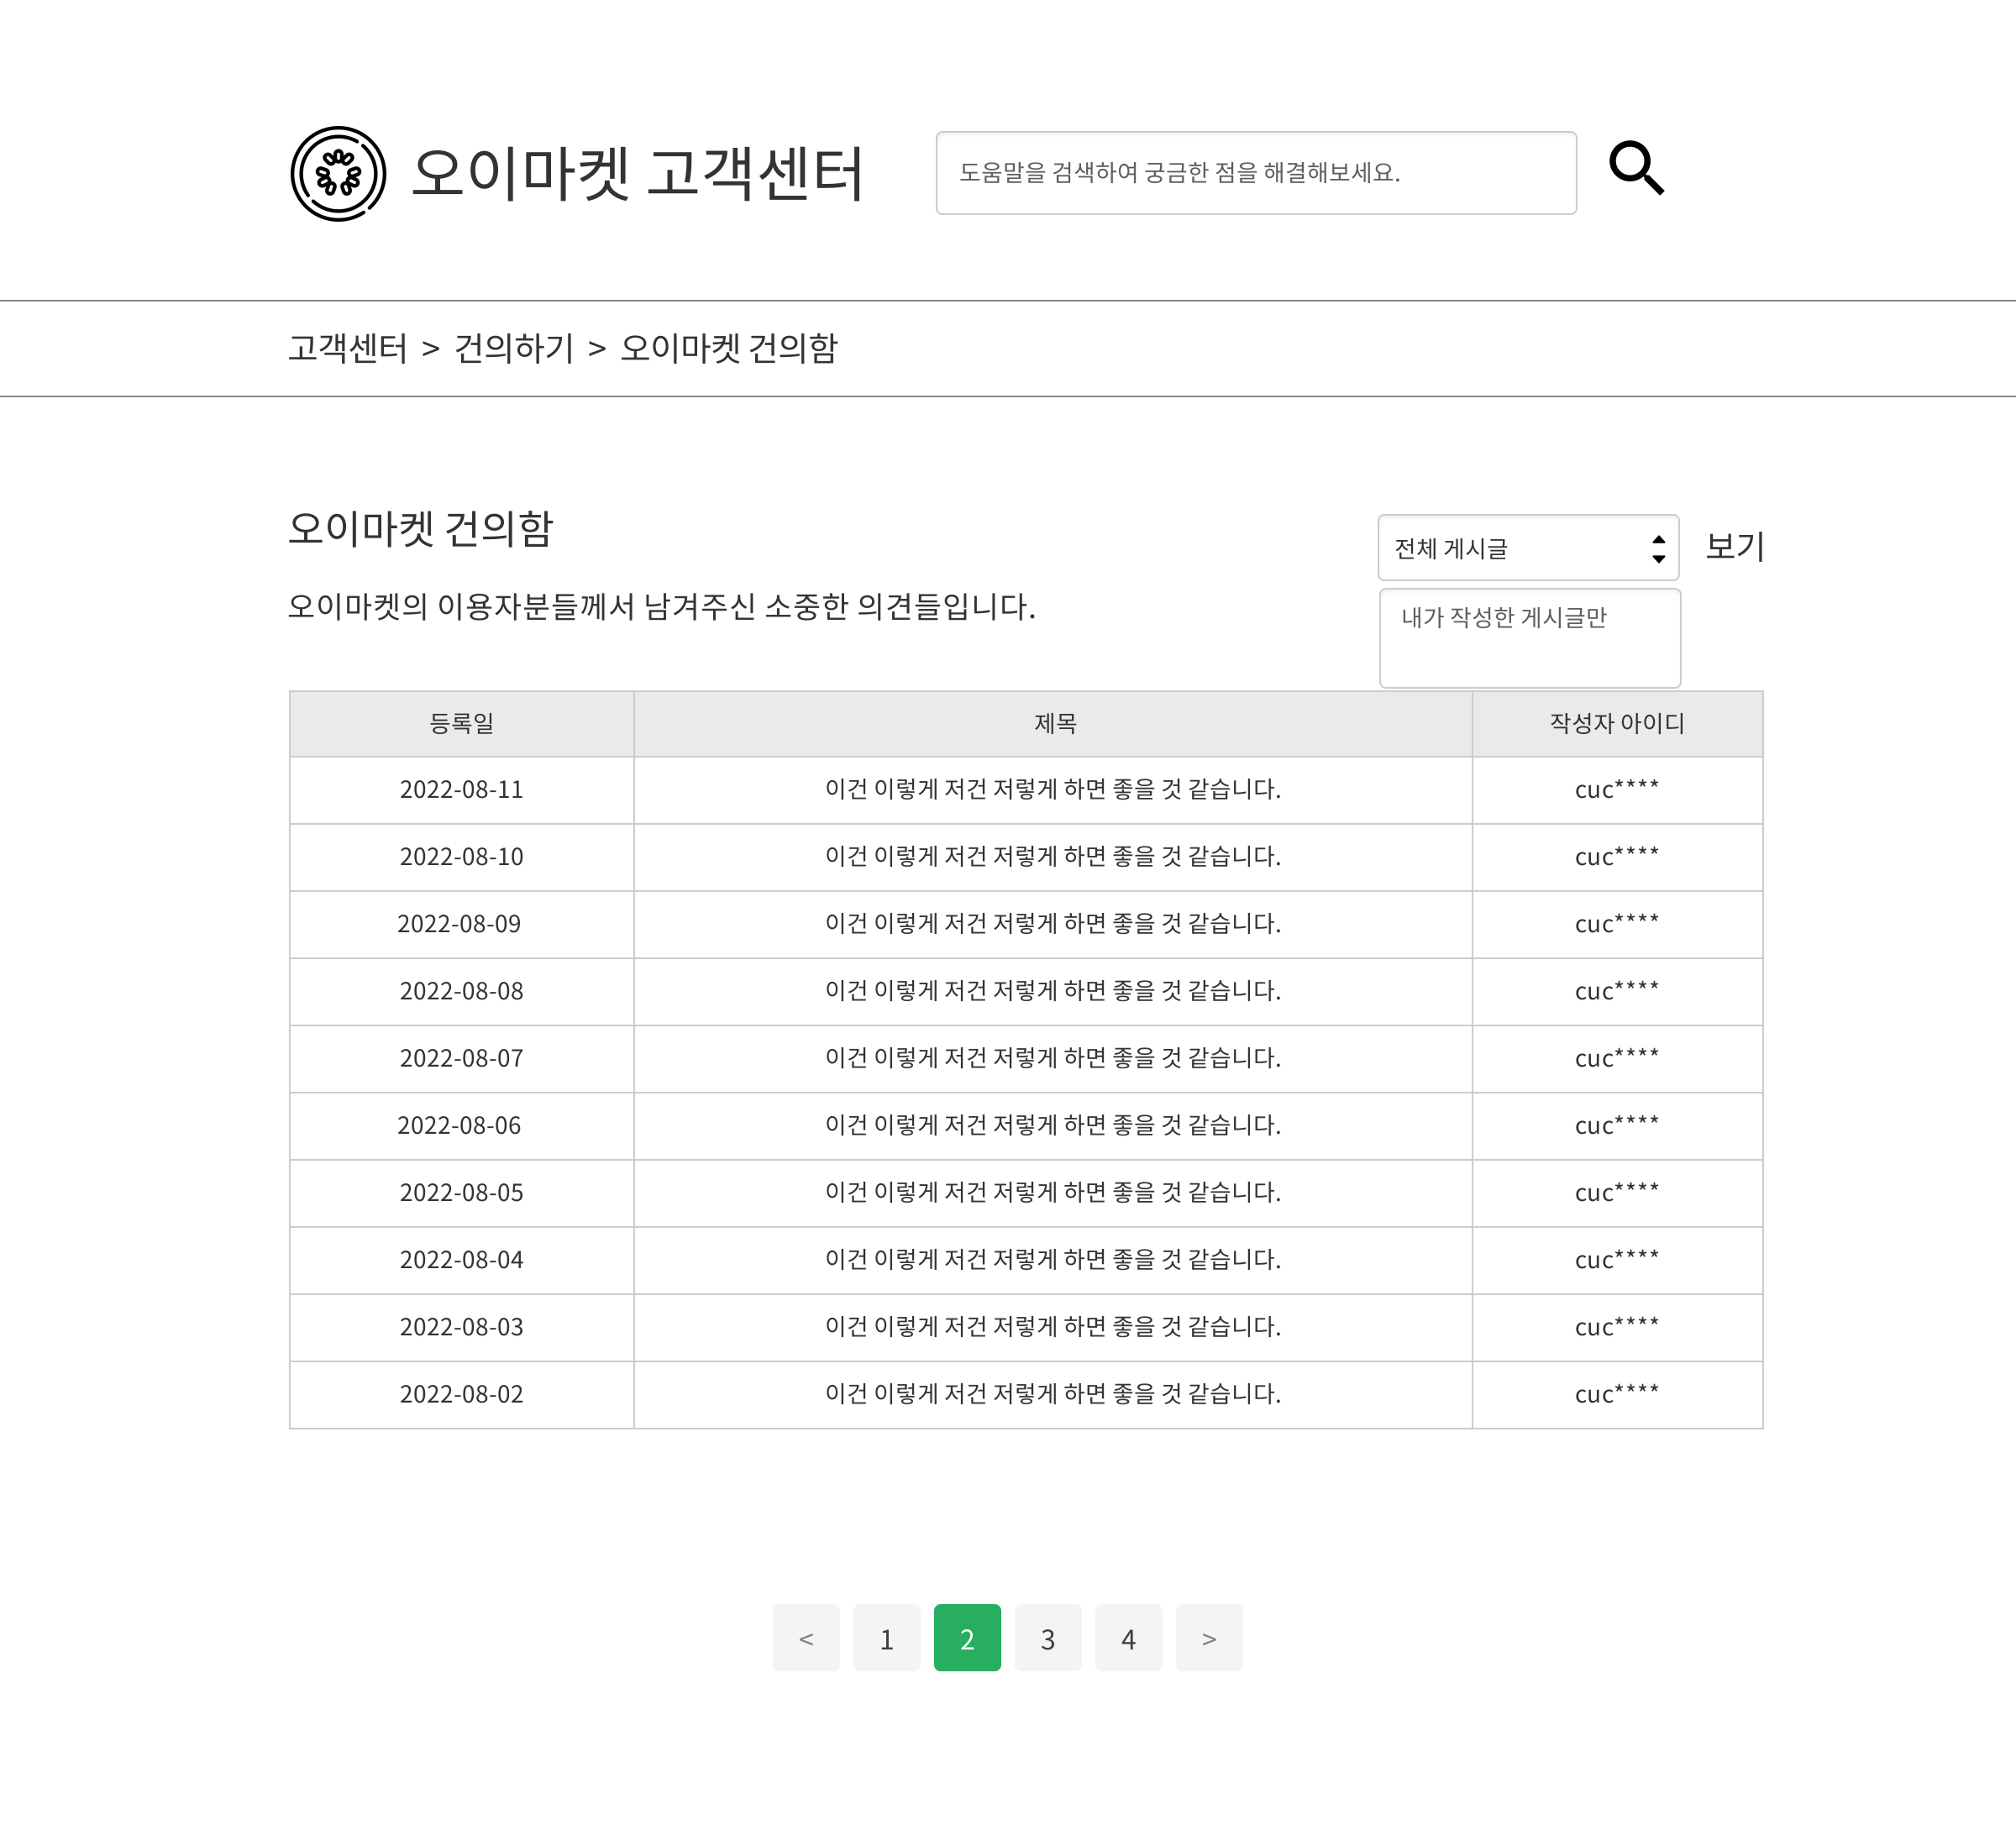 오이마켓 고객센터
도움말을 검색하여 궁금한 점을 해결해보세요.
고객센터 > 건의하기 > 오이마켓 건의함
오이마켓 건의함
전체 게시글
보기
오이마켓의 이용자분들께서 남겨주신 소중한 의견들입니다.
내가 작성한 게시글만
등록일 제목 작성자 아이디
2022-08-11 이건 이렇게 저건 저렇게 하면 좋을 것 같습니다. cuc****
2022-08-10 이건 이렇게 저건 저렇게 하면 좋을 것 같습니다. cuc****
2022-08-09 이건 이렇게 저건 저렇게 하면 좋을 것 같습니다. cuc****
2022-08-08 이건 이렇게 저건 저렇게 하면 좋을 것 같습니다. cuc****
2022-08-07 이건 이렇게 저건 저렇게 하면 좋을 것 같습니다. cuc****
2022-08-06 이건 이렇게 저건 저렇게 하면 좋을 것 같습니다. cuc****
2022-08-05 이건 이렇게 저건 저렇게 하면 좋을 것 같습니다. cuc****
2022-08-04 이건 이렇게 저건 저렇게 하면 좋을 것 같습니다. cuc****
2022-08-03 이건 이렇게 저건 저렇게 하면 좋을 것 같습니다. cuc****
2022-08-02 이건 이렇게 저건 저렇게 하면 좋을 것 같습니다. cuc****
< 1 2 3 4 >